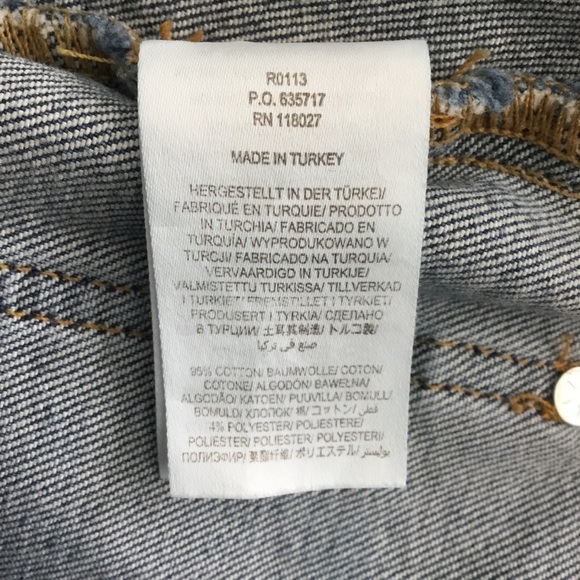 R0113
P.O. 635717
RN 118027
MADE IN TURKEY
HERGESTELLT IN DER TÜRKEI/
FABRIQUÉ EN TURQUIE/ PRODOTTO
IN TURCHIA/ FABRICADO EN
TURQUÍA/ WYPRODUKOWANO W
TURCJI/ FABRICADO NA TURQUIA/
VERVAARDIGD IN TURKIJE/
VALMISTETTU TURKISSA/ TILLVERKAD
I TURKIET/ FREMSTILLET I TYRKIET/
PRODUSERT I TYRKIA/ СДЕЛАНО
В ТУРЦИИ/ 土耳其制造/ トルコ製/
صنع في تركيا
95% COTTON/ BAUMWOLLE/ COTON/
COTONE/ ALGODÓN/ BAWEŁNA/
ALGODÃO/ KATOEN/ PUUVILLA/ BOMULL/
BOMULD/ ХЛОПОК/ 棉/ コットン/ قطن/
4% POLYESTER/ POLIESTERE/
POLIÉSTER/ POLIESTER/ POLYESTERI/
ПОЛИЭФИР/ 聚酯纤维/ ポリエステル/ بوليستر/